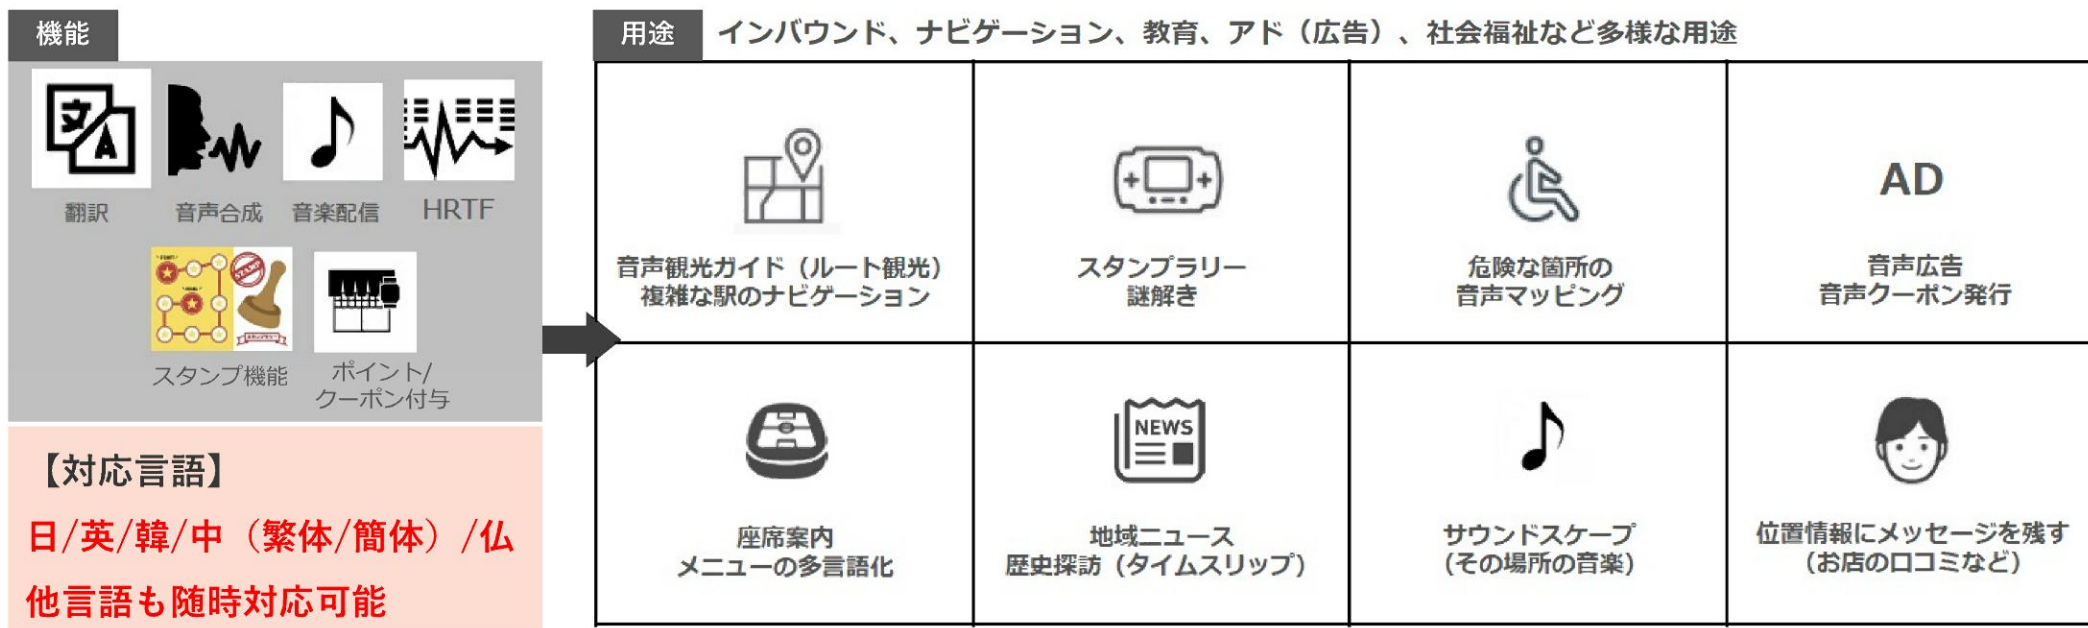 機能
文
A
翻訳
音声合成
音楽配信
HRTF
STAMP
スタンプ機能
ポイント/
クーポン付与
【対応言語】
日/英/韓/中（繁体/簡体）/仏
他言語も随時対応可能
用途
インバウンド、ナビゲーション、教育、アド（広告）、社会福祉など多様な用途
音声観光ガイド（ルート観光）
複雑な駅のナビゲーション
スタンプラリー
謎解き
危険な箇所の
音声マッピング
AD
音声広告
音声クーポン発行
座席案内
メニューの多言語化
NEWS
地域ニュース
歴史探訪（タイムスリップ）
サウンドスケープ
(その場所の音楽)
位置情報にメッセージを残す
(お店の口コミなど)